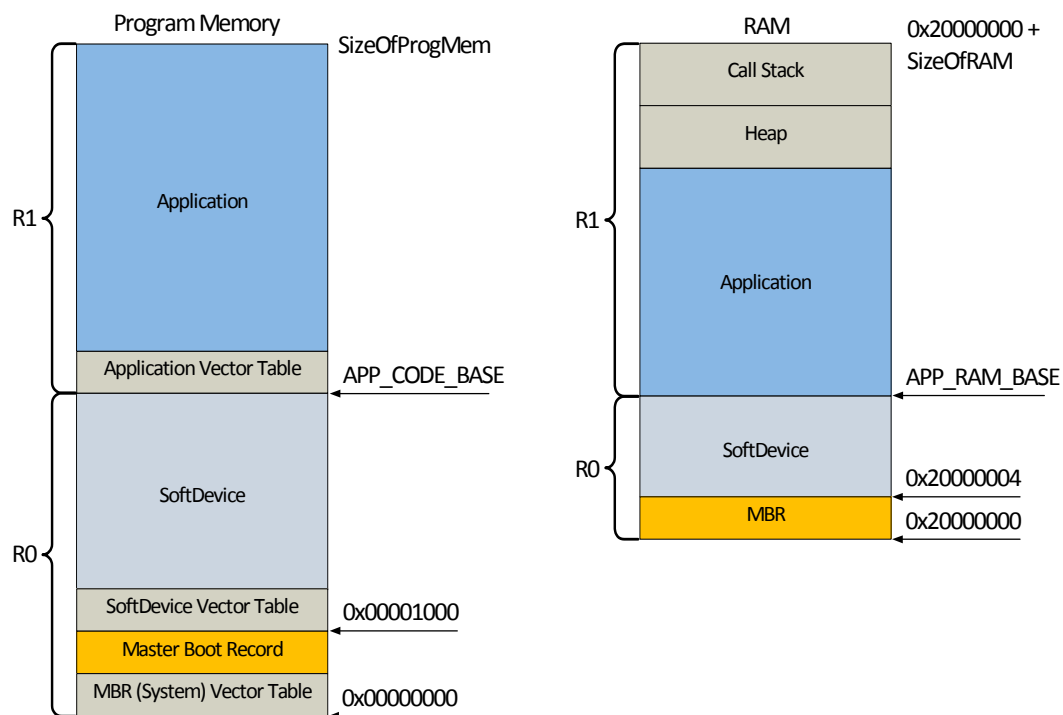 Program Memory
SizeOfProgMem
Application
R1
Application Vector Table
APP_CODE_BASE
SoftDevice
R0
SoftDevice Vector Table
0x00001000
Master Boot Record
MBR (System) Vector Table
0x00000000
RAM
0x20000000 +
SizeOfRAM
Call Stack
Heap
R1
Application
APP_RAM_BASE
SoftDevice
R0
0x20000004
MBR
0x20000000